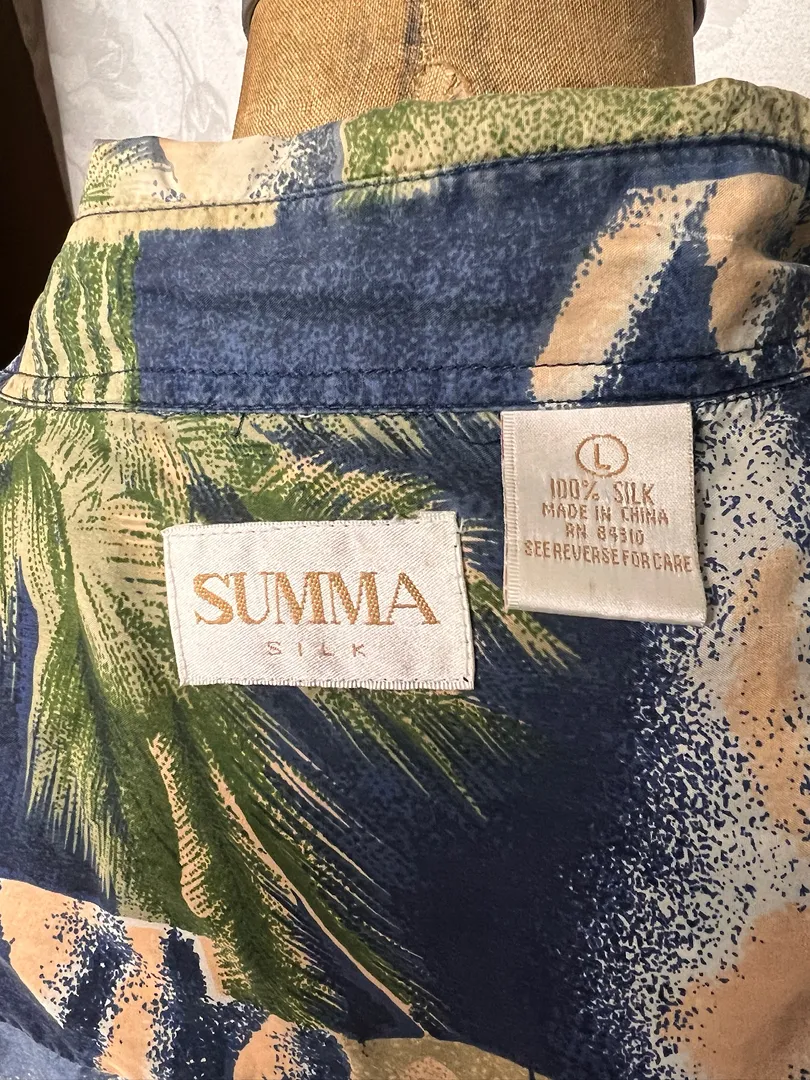 SUMMA
SILK
L
100% SILK
MADE IN CHINA
RN 84310
SEE REVERSE FOR CARE